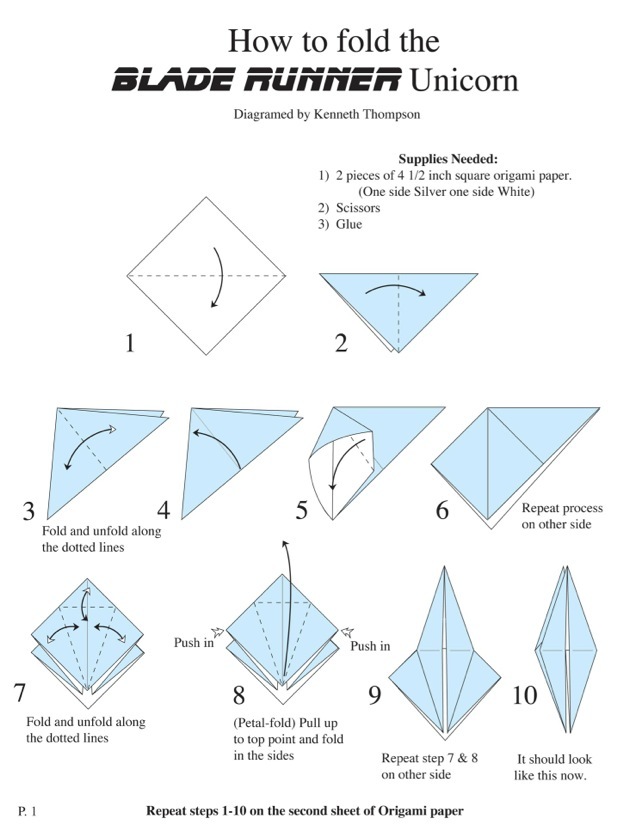 How to fold the
BLADE RUNNER Unicorn
Diagramed by Kenneth Thompson
Supplies Needed:
1) 2 pieces of 4 1/2 inch square origami paper.
(One side Silver one side White)
2) Scissors
3) Glue
1
2
3
Fold and unfold along
the dotted lines
4
5
6
Repeat process
on other side
7
Fold and unfold along
the dotted lines
Push in
Push in
8
(Petal-fold) Pull up
to top point and fold
in the sides
9
Repeat step 7 & 8
on other side
10
It should look
like this now.
P. 1
Repeat steps 1-10 on the second sheet of Origami paper